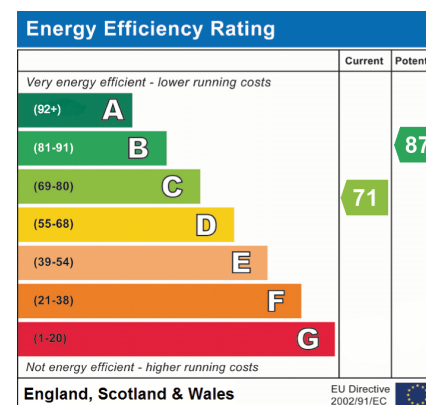 Energy Efficiency Rating
Current Potent
Very energy efficient - lower running costs
(92+) A
(81-91) B
87
(69-80) C
71
(55-68) D
(39-54) E
(21-38) F
(1-20) G
Not energy efficient - higher running costs
England, Scotland & Wales
EU Directive
2002/91/EC